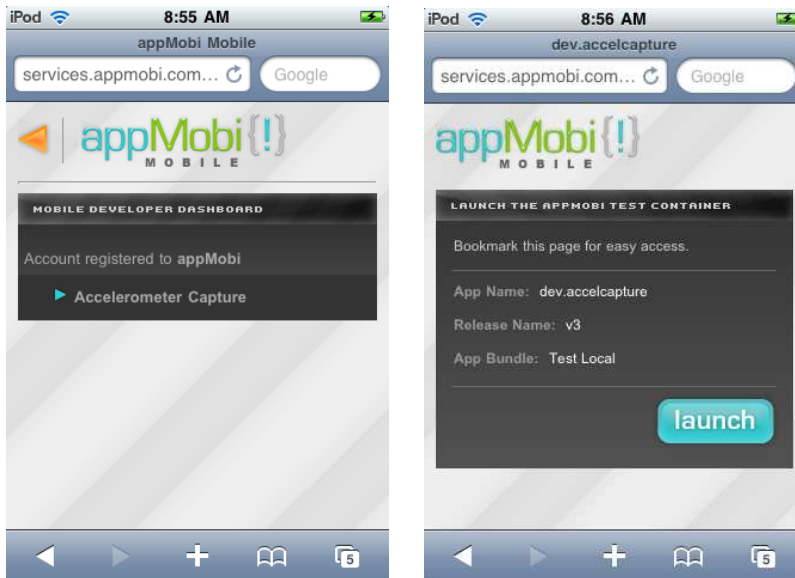 iPod 8:55 AM
appMobi Mobile
services.appmobi.com... Google
appMobi{!}
MOBILE
MOBILE DEVELOPER DASHBOARD
Account registered to appMobi
Accelerometer Capture
5
iPod 8:56 AM
dev.accelcapture
services.appmobi.com... Google
appMobi{!}
MOBILE
LAUNCH THE APPMOBI TEST CONTAINER
Bookmark this page for easy access.
App Name: dev.accelcapture
Release Name: v3
App Bundle: Test Local
launch
5